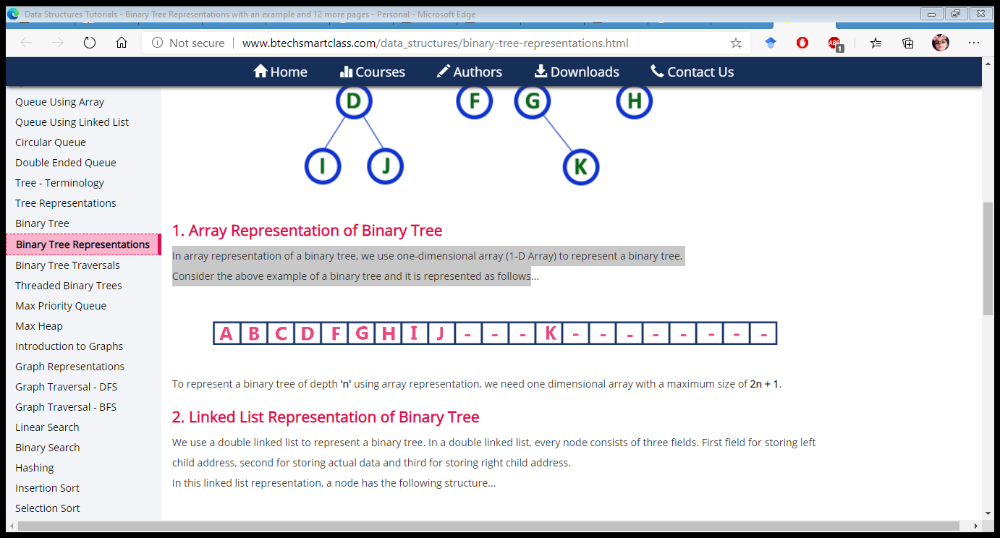 Data Structures Tutorials - Binary Tree Representations with an example and 12 more pages - Personal - Microsoft Edge
Not secure | www.btechsmartclass.com/data_structures/binary-tree-representations.html
ABP 1
Home Courses Authors Downloads Contact Us
Queue Using Array
Queue Using Linked List
Circular Queue
Double Ended Queue
Tree - Terminology
Tree Representations
Binary Tree
Binary Tree Representations
Binary Tree Traversals
Threaded Binary Trees
Max Priority Queue
Max Heap
Introduction to Graphs
Graph Representations
Graph Traversal - DFS
Graph Traversal - BFS
Linear Search
Binary Search
Hashing
Insertion Sort
Selection Sort
D F G H
I J K
1. Array Representation of Binary Tree
In array representation of a binary tree, we use one-dimensional array (1-D Array) to represent a binary tree.
Consider the above example of a binary tree and it is represented as follows...
A B C D F G H I J - - - K - - - - - - - -
To represent a binary tree of depth 'n' using array representation, we need one dimensional array with a maximum size of 2n + 1.
2. Linked List Representation of Binary Tree
We use a double linked list to represent a binary tree. In a double linked list, every node consists of three fields. First field for storing left
child address, second for storing actual data and third for storing right child address.
In this linked list representation, a node has the following structure...